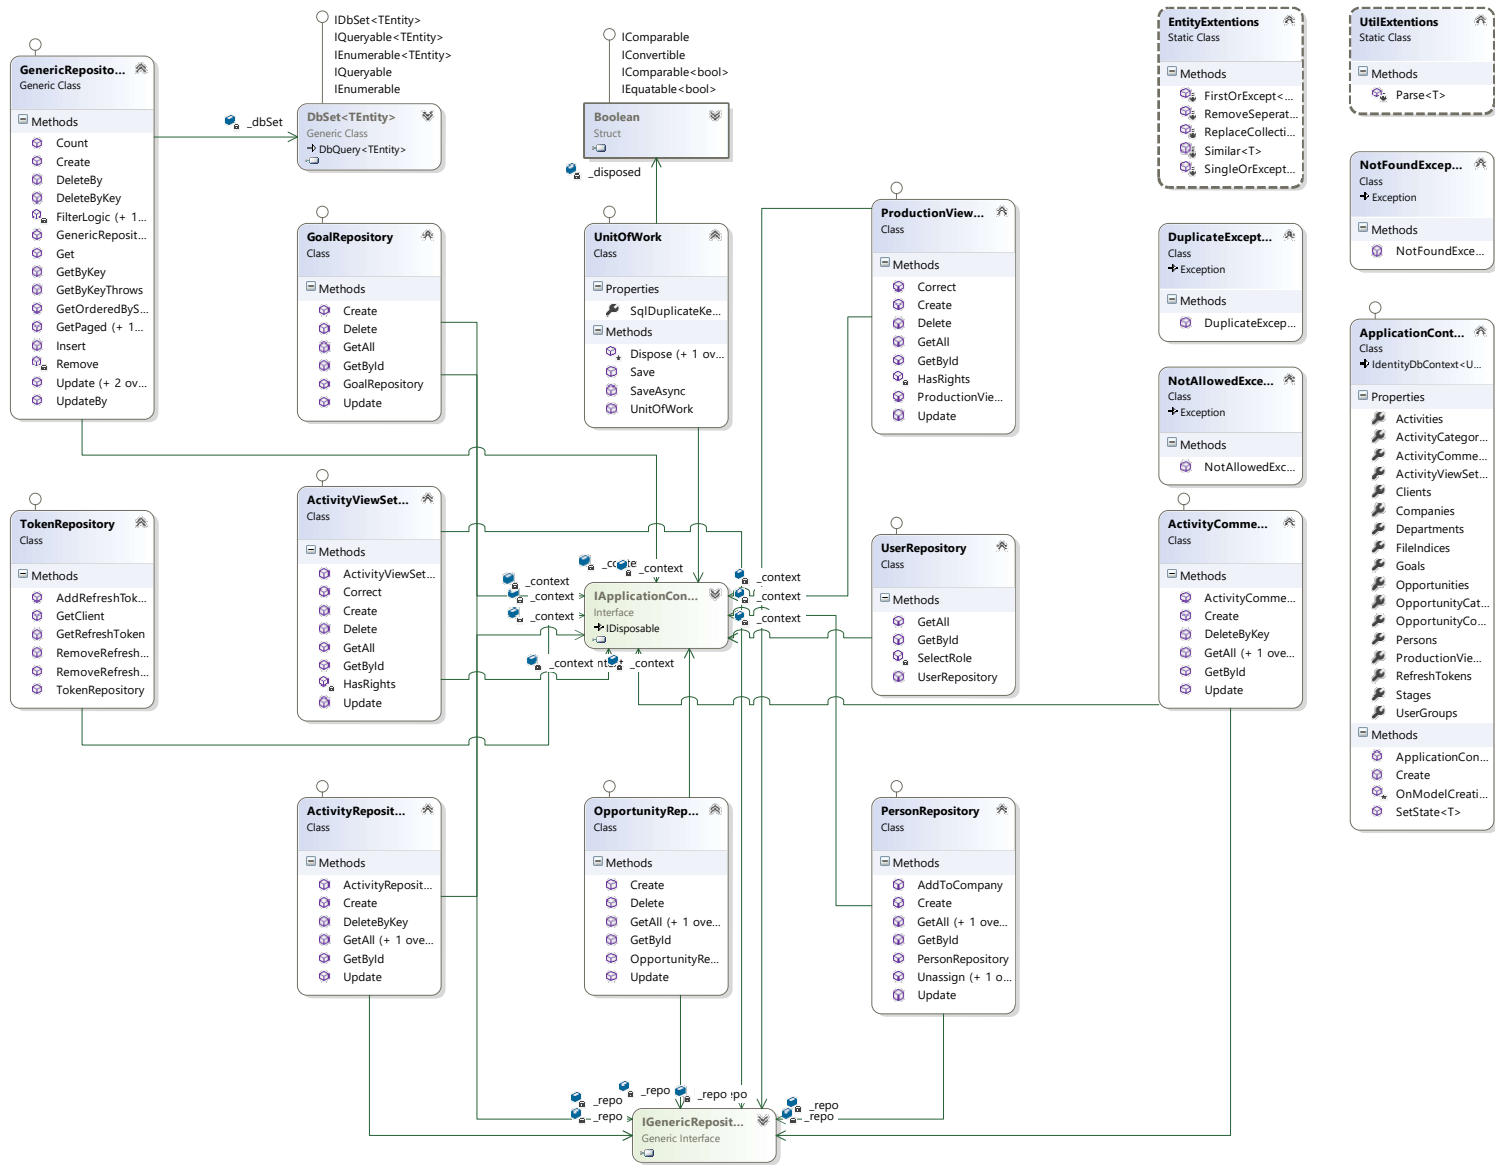 GenericReposito...
Generic Class
Methods
Count
Create
DeleteBy
DeleteByKey
FilterLogic (+ 1...
GenericReposit...
Get
GetByKey
GetByKeyThrows
GetOrderedByS...
GetPaged (+ 1...
Insert
Remove
Update (+ 2 ov...
UpdateBy
_dbSet
IDbSet<TEntity>
IQueryable<TEntity>
IEnumerable<TEntity>
IQueryable
IEnumerable
DbSet<TEntity>
Generic Class
DbQuery<TEntity>
IComparable
IConvertible
IComparable<bool>
IEquatable<bool>
Boolean
Struct
_disposed
EntityExtentions
Static Class
Methods
FirstOrExcept<...
RemoveSeperat...
ReplaceCollecti...
Similar<T>
SingleOrExcept...
UtilExtentions
Static Class
Methods
Parse<T>
NotFoundExcep...
Class
Exception
Methods
NotFoundExce...
GoalRepository
Class
Methods
Create
Delete
GetAll
GetById
GoalRepository
Update
UnitOfWork
Class
Properties
SqlDuplicateKe...
Methods
Dispose (+ 1 ov...
Save
SaveAsync
UnitOfWork
ProductionView...
Class
Methods
Correct
Create
Delete
GetAll
GetById
HasRights
ProductionVie...
Update
DuplicateExcept...
Class
Exception
Methods
DuplicateExcep...
NotAllowedExce...
Class
Exception
Methods
NotAllowedExc...
ApplicationCont...
Class
IdentityDbContext<U...
Properties
Activities
ActivityCategor...
ActivityComme...
ActivityViewSet...
Clients
Companies
Departments
FileIndices
Goals
Opportunities
OpportunityCat...
OpportunityCo...
Persons
ProductionVie...
RefreshTokens
Stages
UserGroups
Methods
ApplicationCon...
Create
OnModelCreati...
SetState<T>
TokenRepository
Class
Methods
AddRefreshTok...
GetClient
GetRefreshToken
RemoveRefresh...
RemoveRefresh...
TokenRepository
ActivityViewSet...
Class
Methods
ActivityViewSet...
Correct
Create
Delete
GetAll
GetById
HasRights
Update
_context
_context
_context
_context
IApplicationCon...
Interface
IDisposable
_context
_context
_context
_context
_context
UserRepository
Class
Methods
GetAll
GetById
SelectRole
UserRepository
ActivityComme...
Class
Methods
ActivityComme...
Create
DeleteByKey
GetAll (+ 1 ove...
GetById
Update
ActivityReposit...
Class
Methods
ActivityReposit...
Create
DeleteByKey
GetAll (+ 1 ove...
GetById
Update
OpportunityRep...
Class
Methods
Create
Delete
GetAll (+ 1 ove...
GetById
OpportunityRe...
Update
PersonRepository
Class
Methods
AddToCompany
Create
GetAll (+ 1 ove...
GetById
PersonRepository
Unassign (+ 1 o...
Update
_repo
_repo
_repo
_repo
_repo
_repo
IGenericReposit...
Generic Interface